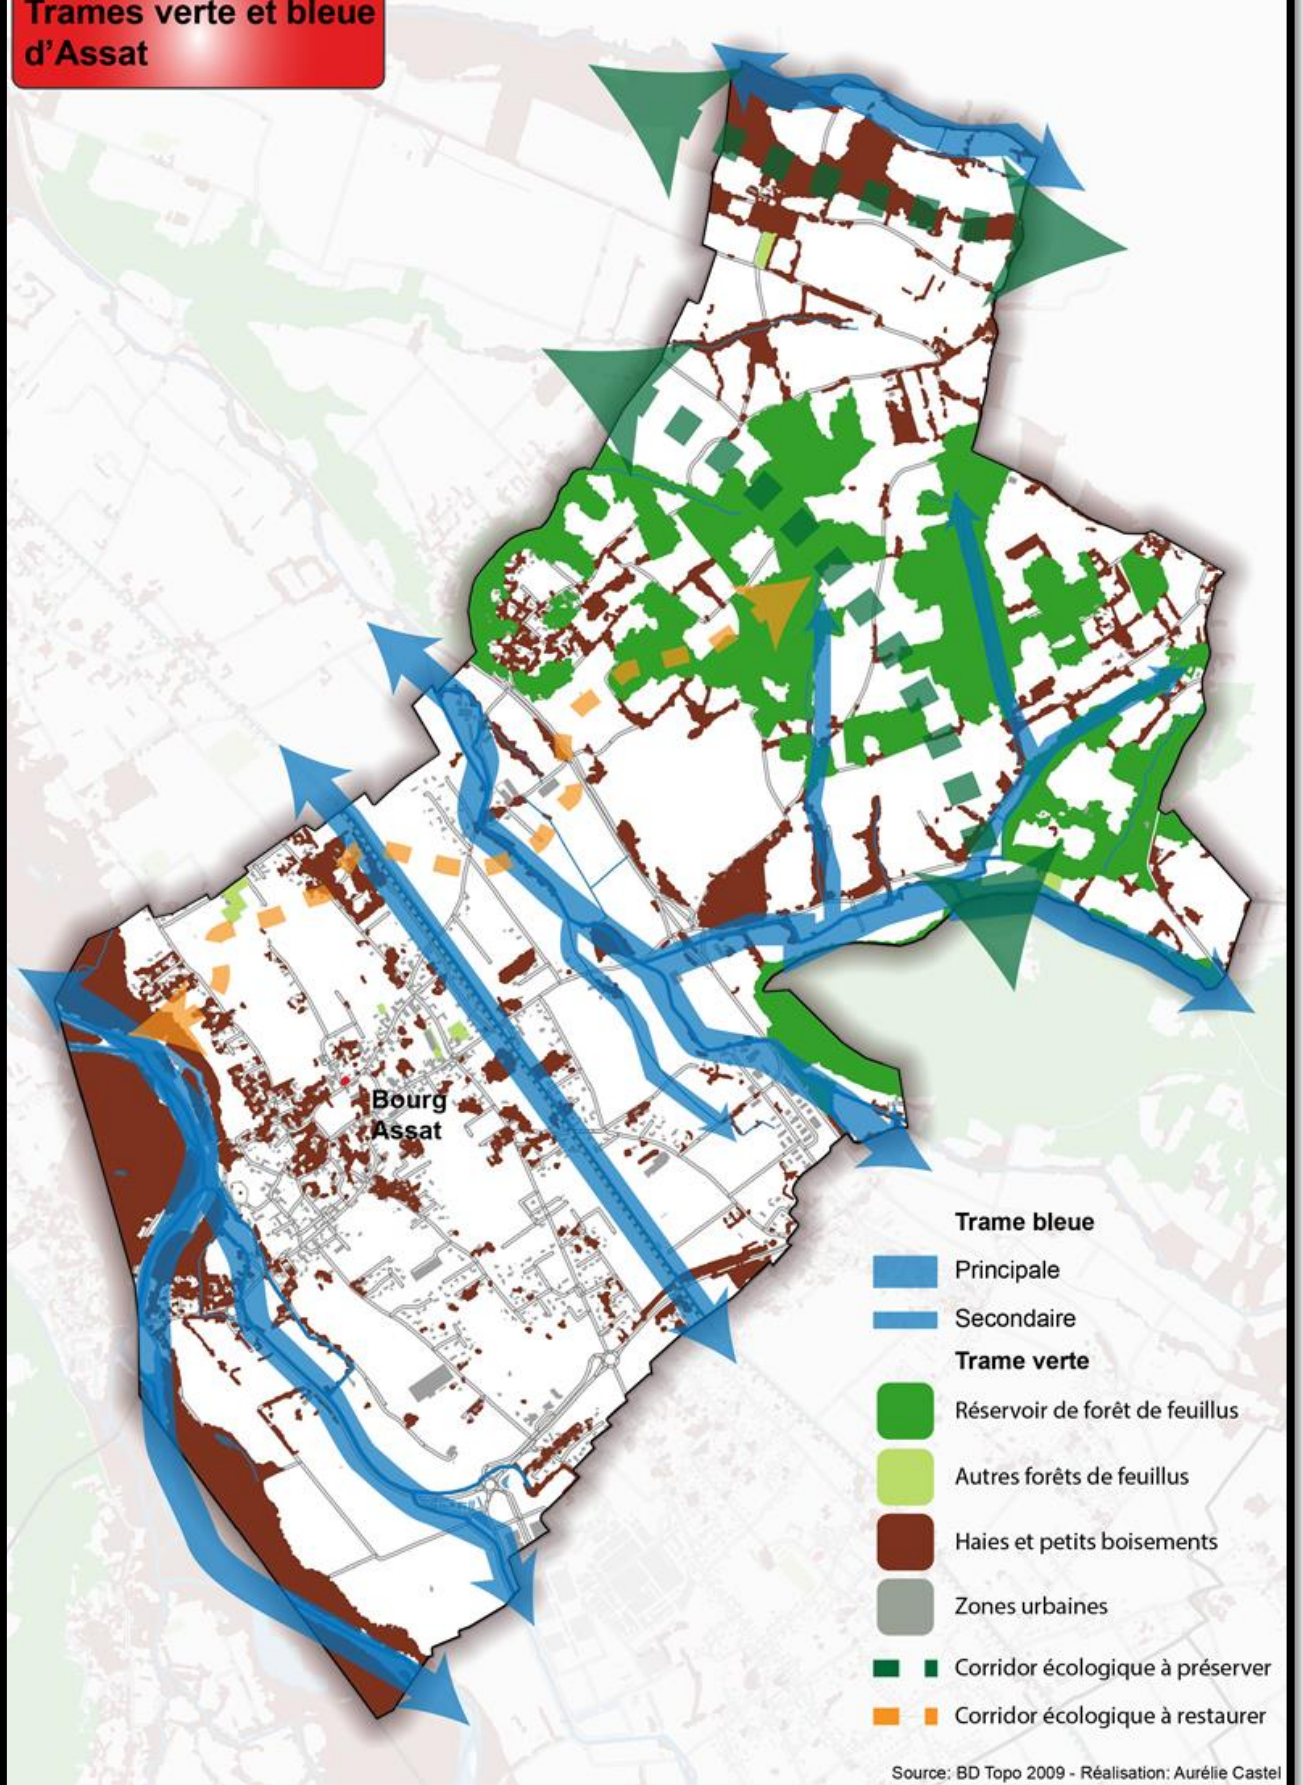 Trames verte et bleue
d'Assat
Bourg
Assat
Trame bleue
Principale
Secondaire
Trame verte
Réservoir de forêt de feuillus
Autres forêts de feuillus
Haies et petits boisements
Zones urbaines
Corridor écologique à préserver
Corridor écologique à restaurer
Source: BD Topo 2009 - Réalisation: Aurélie Castel